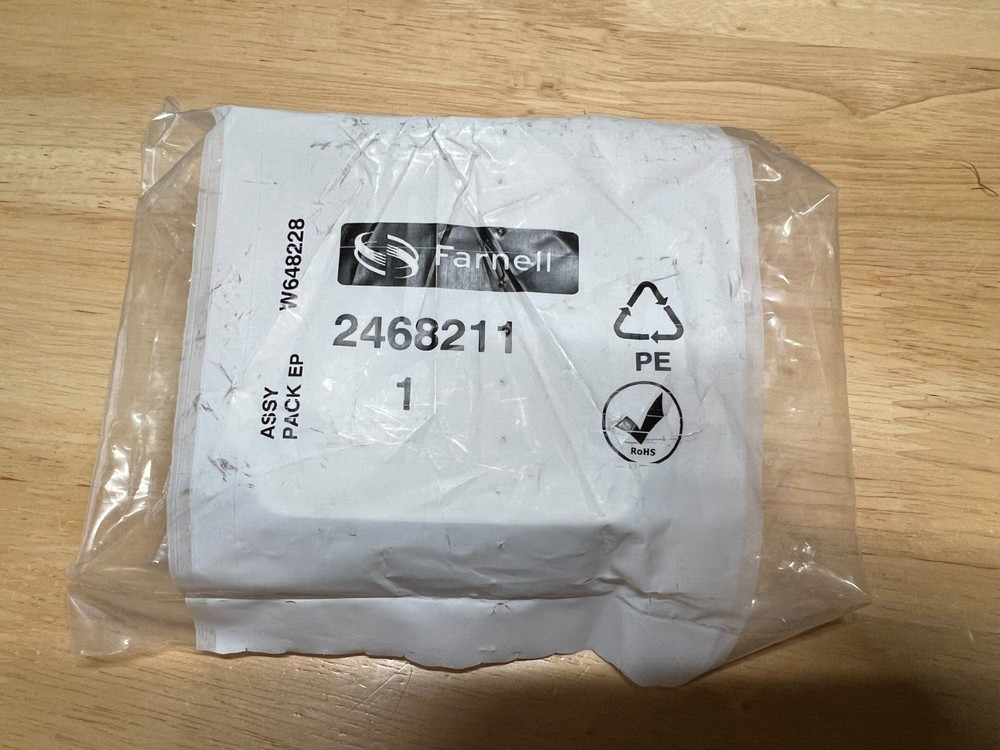 Farnell
2468211
1
ASSY
PACK EP W648228
PE
RoHS